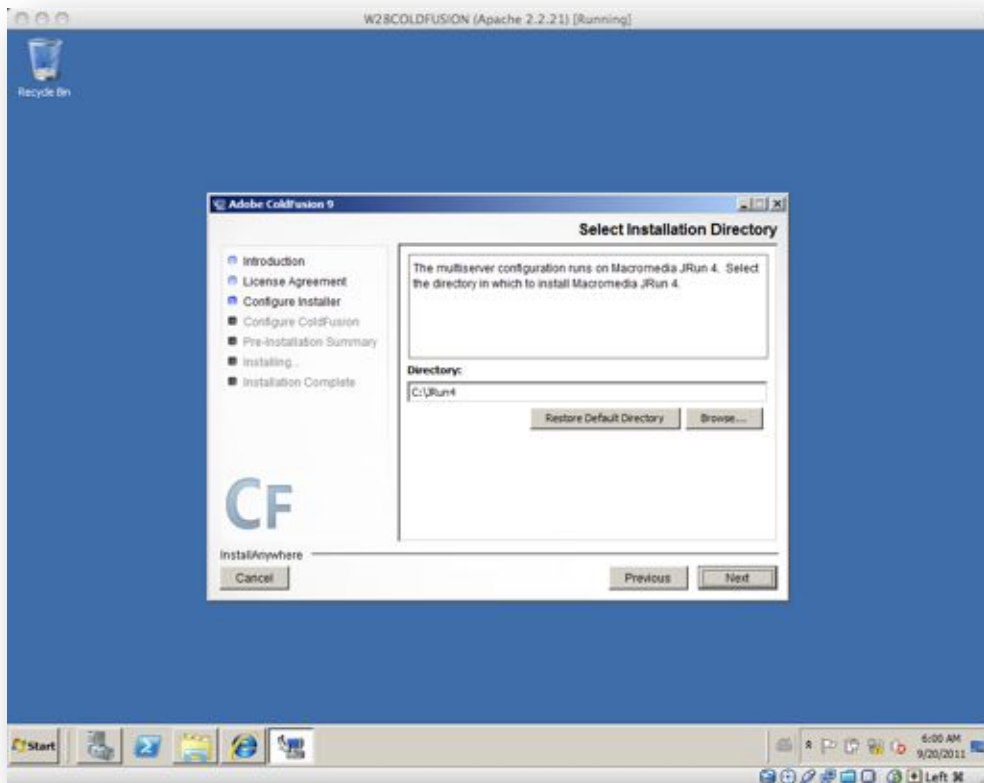 W28COLDFUSION (Apache 2.2.21) [Running]
Recycle Bin
Adobe ColdFusion 9
Select Installation Directory
Introduction
License Agreement
Configure Installer
Configure ColdFusion
Pre-Installation Summary
Installing...
Installation Complete
The multiserver configuration runs on Macromedia JRun 4. Select
the directory in which to install Macromedia JRun 4.
Directory:
C:\JRun4
Restore Default Directory
Browse...
CF
InstallAnywhere
Cancel
Previous
Next
Start
6:00 AM
9/20/2011
Left ⌘